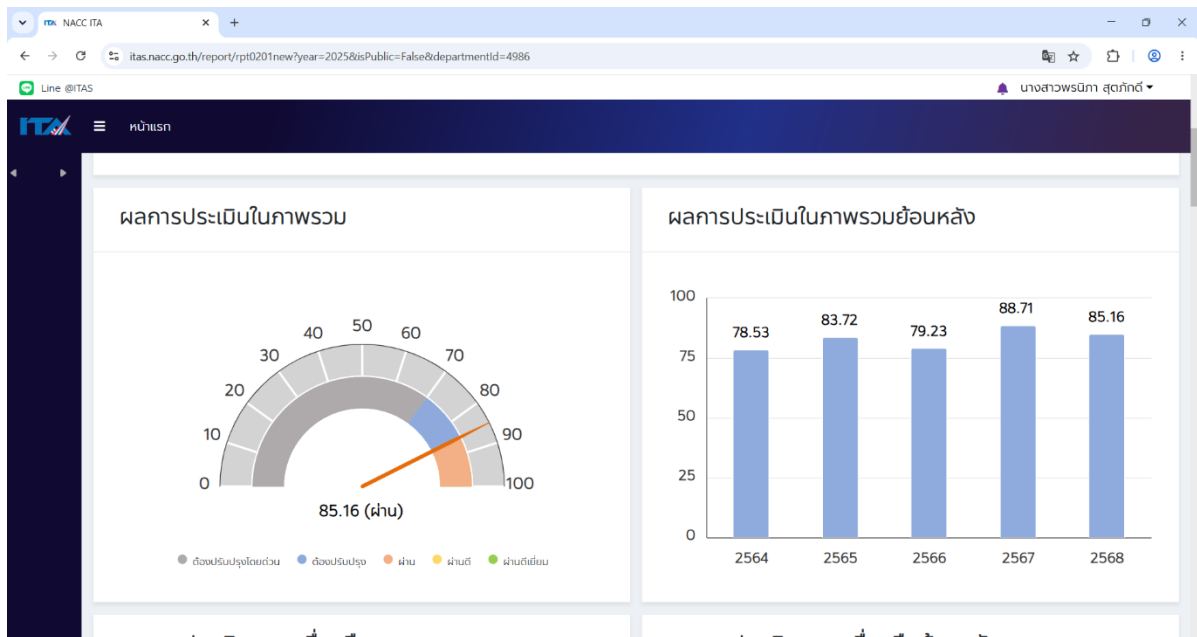 ITA NACC ITA
itas.nacc.go.th/report/rpt0201new?year=2025&isPublic=False&departmentId=4986
Line @ITAS
นางสาวพรนิภา สุตภักดี
ITA หน้าแรก
ผลการประเมินในภาพรวม
0
10
20
30
40
50
60
70
80
90
100
85.16 (ผ่าน)
ต้องปรับปรุงโดยด่วน ต้องปรับปรุง ผ่าน ผ่านดี ผ่านดีเยี่ยม
ผลการประเมินในภาพรวมย้อนหลัง
100
75
50
25
0
78.53 83.72 79.23 88.71 85.16
2564 2565 2566 2567 2568